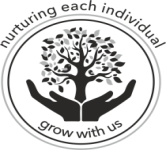 nurturing each individual
grow with us